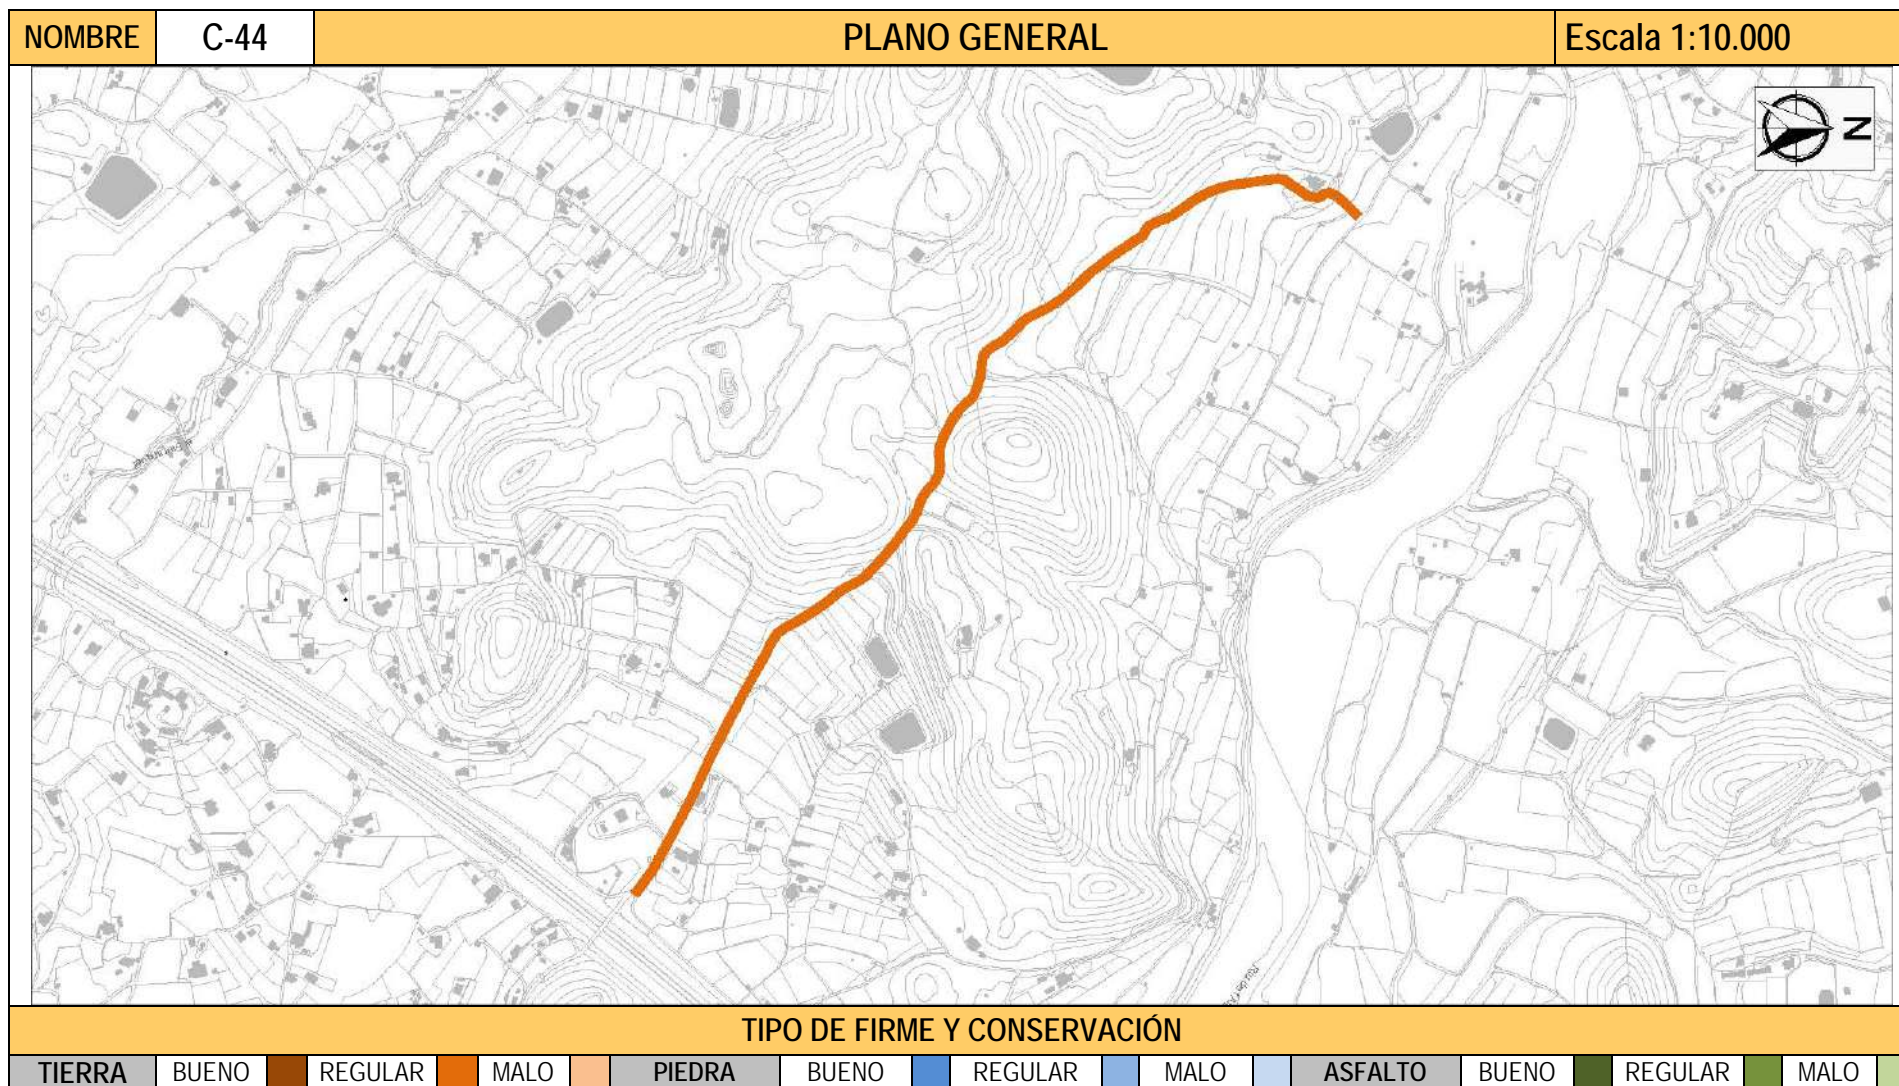 NOMBRE C-44 PLANO GENERAL Escala 1:10.000
N
TIPO DE FIRME Y CONSERVACIÓN
TIERRA BUENO REGULAR MALO PIEDRA BUENO REGULAR MALO ASFALTO BUENO REGULAR MALO